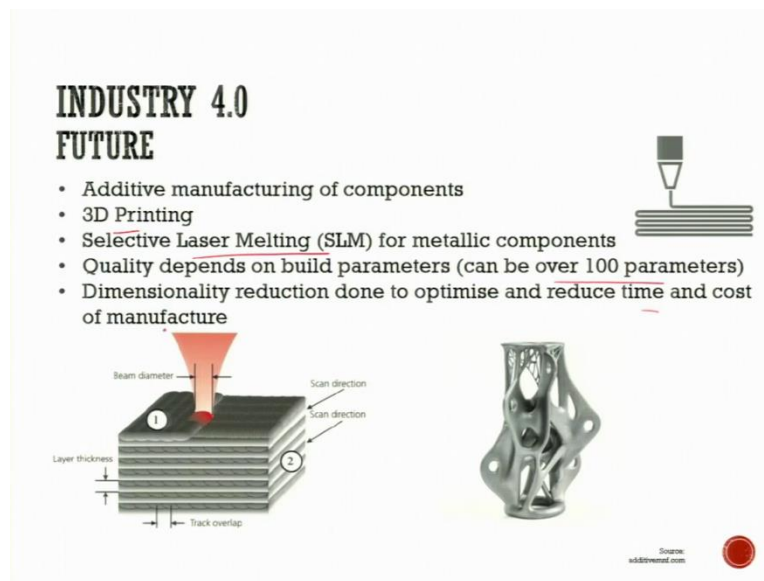 INDUSTRY 4.0
FUTURE
• Additive manufacturing of components
• 3D Printing
• Selective Laser Melting (SLM) for metallic components
• Quality depends on build parameters (can be over 100 parameters)
• Dimensionality reduction done to optimise and reduce time and cost
of manufacture
Beam diameter
Scan direction
1
Scan direction
Layer thickness
2
Track overlap
Source:
additivemnf.com